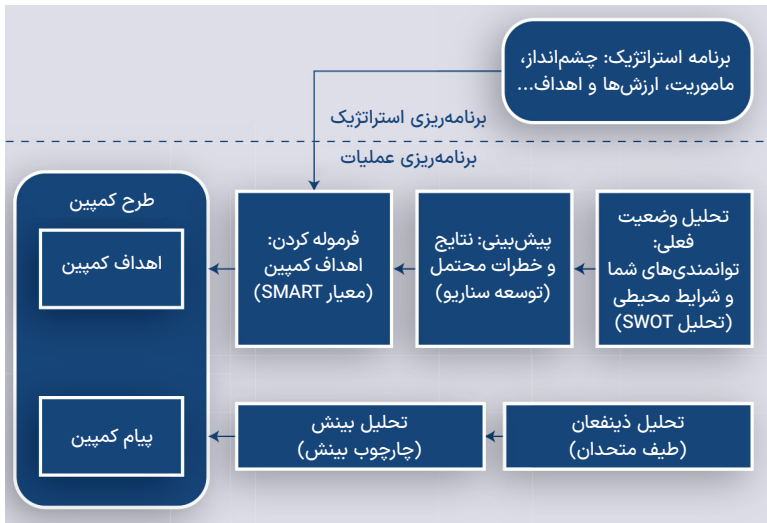 برنامه استراتژیک: چشم‌انداز،
ماموریت، ارزش‌ها و اهداف...
برنامه‌ریزی استراتژیک
برنامه‌ریزی عملیات
تحلیل وضعیت
فعلی:
توانمندی‌های شما
و شرایط محیطی
(تحلیل SWOT)
پیش‌بینی: نتایج
و خطرات محتمل
(توسعه سناریو)
فرموله کردن:
اهداف کمپین
(معیار SMART)
طرح کمپین
اهداف کمپین
تحلیل ذینفعان
(طیف متحدان)
تحلیل بینش
(چارچوب بینش)
پیام کمپین